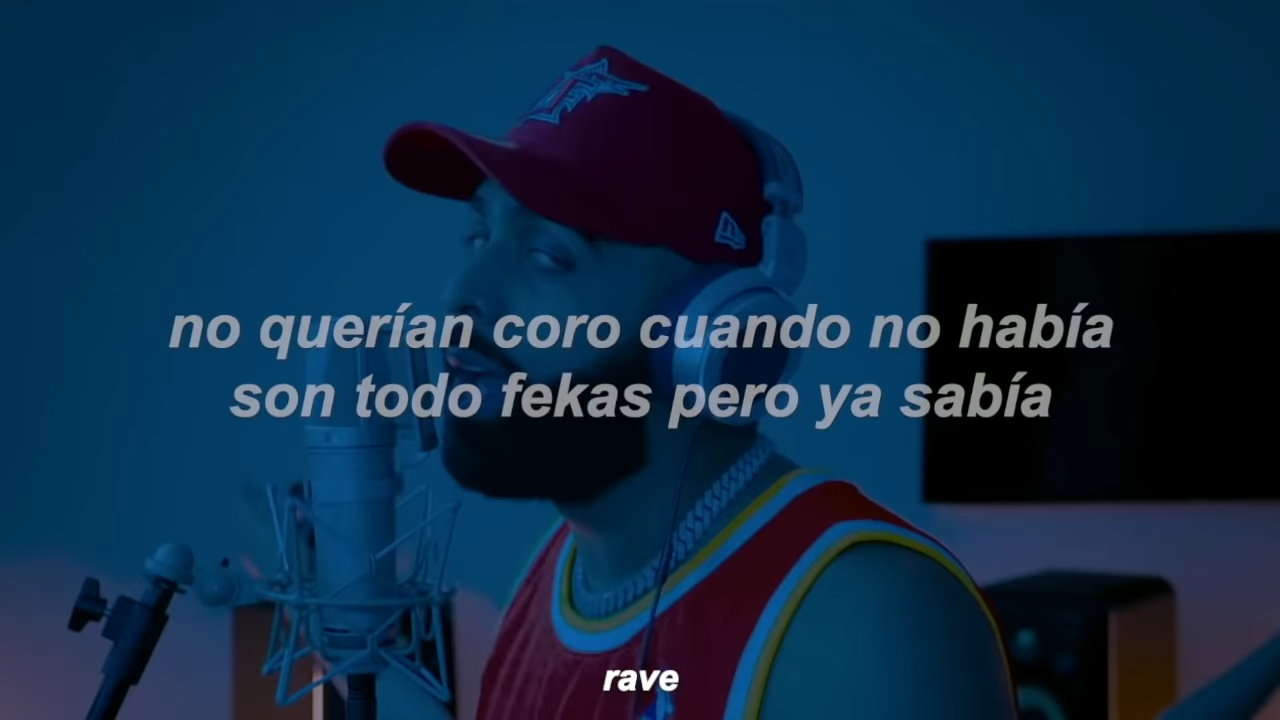 no querían coro cuando no había
son todo fekas pero ya sabía
rave